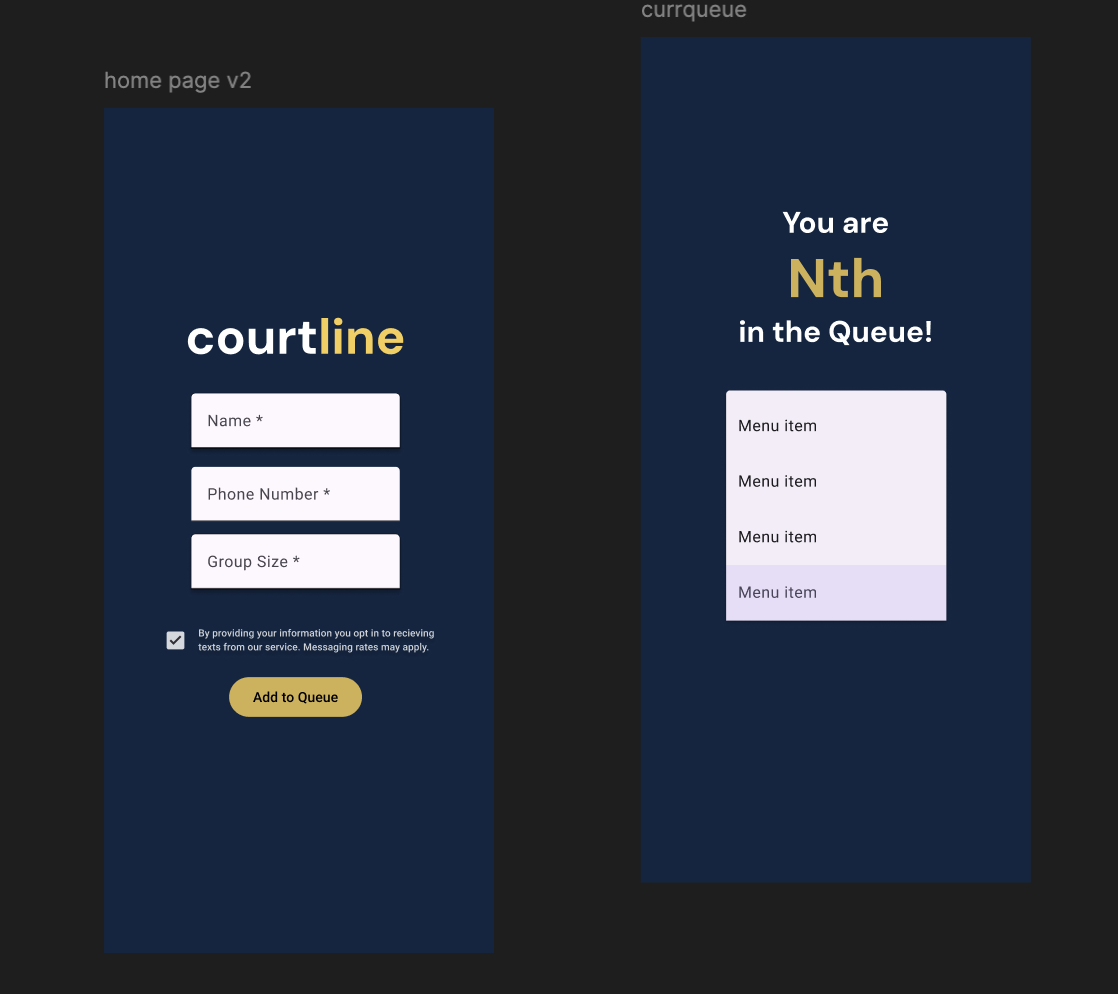 home page v2
courtline
Name *
Phone Number *
Group Size *
By providing your information you opt in to recieving
texts from our service. Messaging rates may apply.
Add to Queue
currqueue
You are
Nth
in the Queue!
Menu item
Menu item
Menu item
Menu item